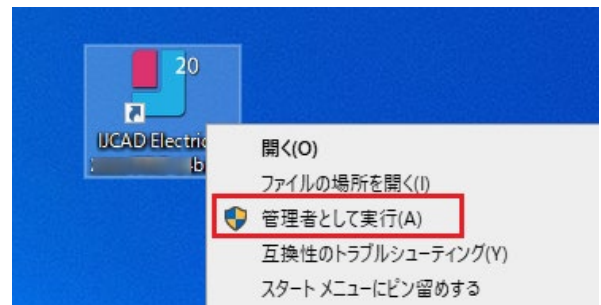 20
IJCAD Electric
開く(O)
ファイルの場所を開く(I)
管理者として実行(A)
互換性のトラブルシューティング(Y)
スタート メニューにピン留めする